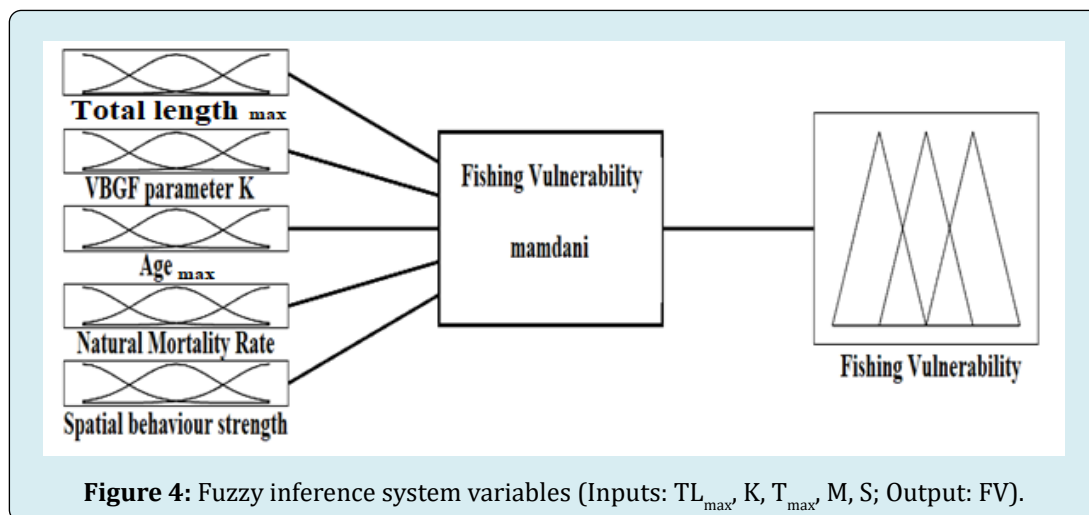 Total length max
VBGF parameter K
Age max
Natural Mortality Rate
Spatial behaviour strength
Fishing Vulnerability
mamdani
Fishing Vulnerability
Figure 4: Fuzzy inference system variables (Inputs: TLmax, K, Tmax, M, S; Output: FV).